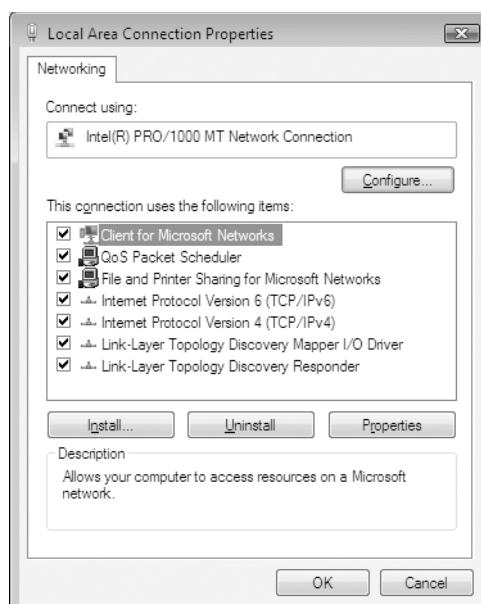 Local Area Connection Properties
Networking
Connect using:
Intel(R) PRO/1000 MT Network Connection
Configure...
This connection uses the following items:
Client for Microsoft Networks
QoS Packet Scheduler
File and Printer Sharing for Microsoft Networks
Internet Protocol Version 6 (TCP/IPv6)
Internet Protocol Version 4 (TCP/IPv4)
Link-Layer Topology Discovery Mapper I/O Driver
Link-Layer Topology Discovery Responder
Install... Uninstall Properties
Description
Allows your computer to access resources on a Microsoft
network.
OK Cancel